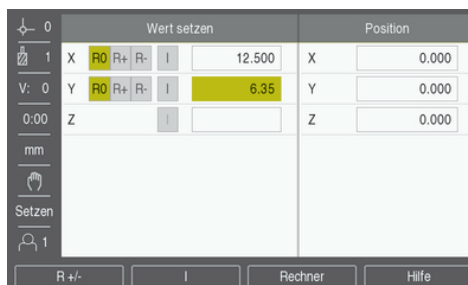 0
Wert setzen
Position
1
X R0 R+ R- I 12.500
X 0.000
V: 0
Y R0 R+ R- I 6.35
Y 0.000
0:00
Z I
Z 0.000
mm
Setzen
1
R +/- I Rechner Hilfe